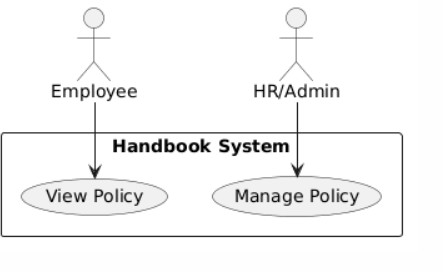 Employee
HR/Admin
Handbook System
View Policy
Manage Policy